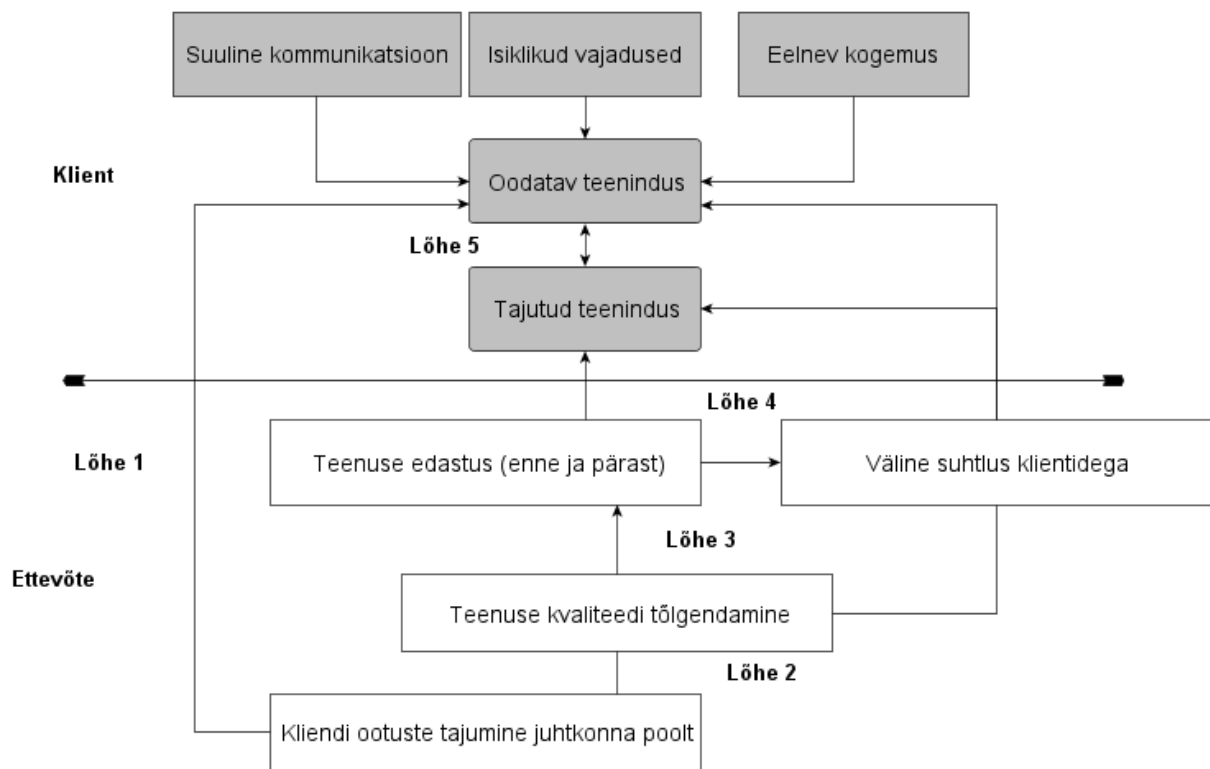 Suuline kommunikatsioon
Isiklikud vajadused
Eelnev kogemus
Klient
Oodatav teenindus
Lõhe 5
Tajutud teenindus
Lõhe 4
Lõhe 1
Teenuse edastus (enne ja pärast)
Väline suhtlus klientidega
Lõhe 3
Ettevõte
Teenuse kvaliteedi tõlgendamine
Lõhe 2
Kliendi ootuste tajumine juhtkonna poolt